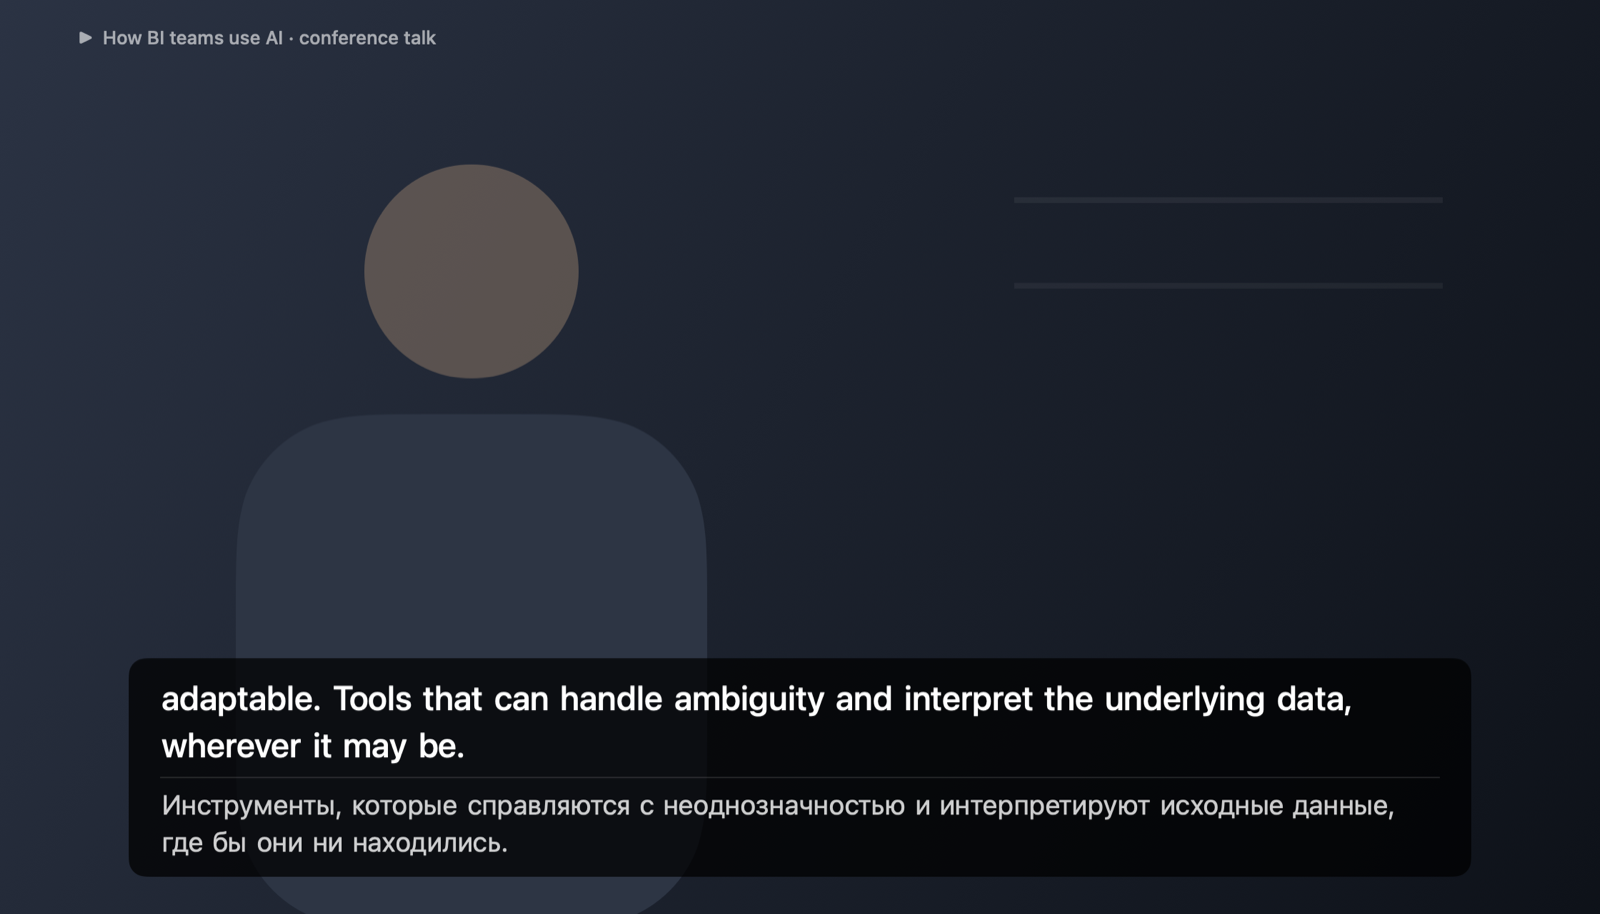 How BI teams use AI · conference talk
adaptable. Tools that can handle ambiguity and interpret the underlying data,
wherever it may be.
Инструменты, которые справляются с неоднозначностью и интерпретируют исходные данные,
где бы они ни находились.